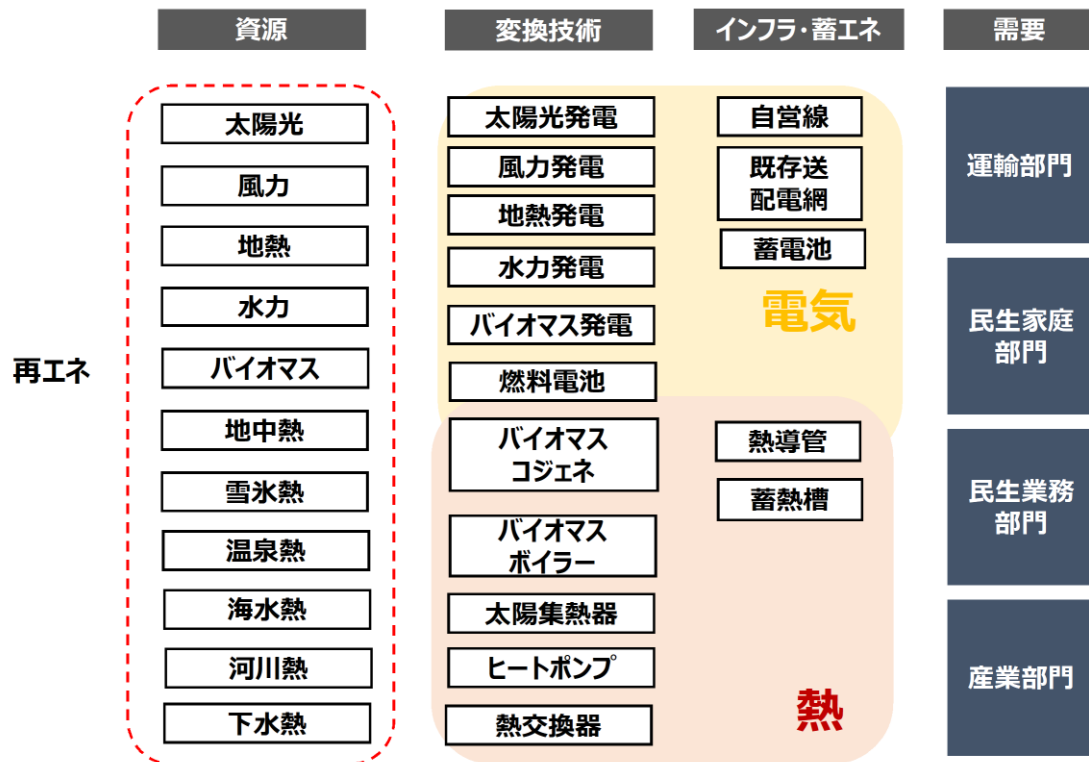 資源
変換技術
インフラ・蓄エネ
需要
再エネ
太陽光
風力
地熱
水力
バイオマス
地中熱
雪氷熱
温泉熱
海水熱
河川熱
下水熱
太陽光発電
風力発電
地熱発電
水力発電
バイオマス発電
燃料電池
バイオマス
コジェネ
バイオマス
ボイラー
太陽集熱器
ヒートポンプ
熱交換器
自営線
既存送
配電網
蓄電池
電気
熱導管
蓄熱槽
熱
運輸部門
民生家庭
部門
民生業務
部門
産業部門